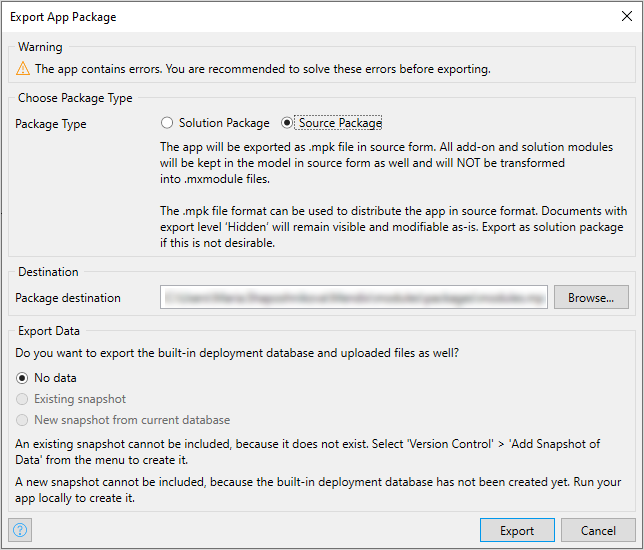 Export App Package
Warning
The app contains errors. You are recommended to solve these errors before exporting.
Choose Package Type
Package Type
Solution Package
Source Package
The app will be exported as .mpk file in source form. All add-on and solution modules
will be kept in the model in source form as well and will NOT be transformed
into .mxmodule files.
The .mpk file format can be used to distribute the app in source format. Documents with
export level 'Hidden' will remain visible and modifiable as-is. Export as solution package
if this is not desirable.
Destination
Package destination
Browse...
Export Data
Do you want to export the built-in deployment database and uploaded files as well?
No data
Existing snapshot
New snapshot from current database
An existing snapshot cannot be included, because it does not exist. Select 'Version Control' > 'Add Snapshot of
Data' from the menu to create it.
A new snapshot cannot be included, because the built-in deployment database has not been created yet. Run your
app locally to create it.
?
Export
Cancel